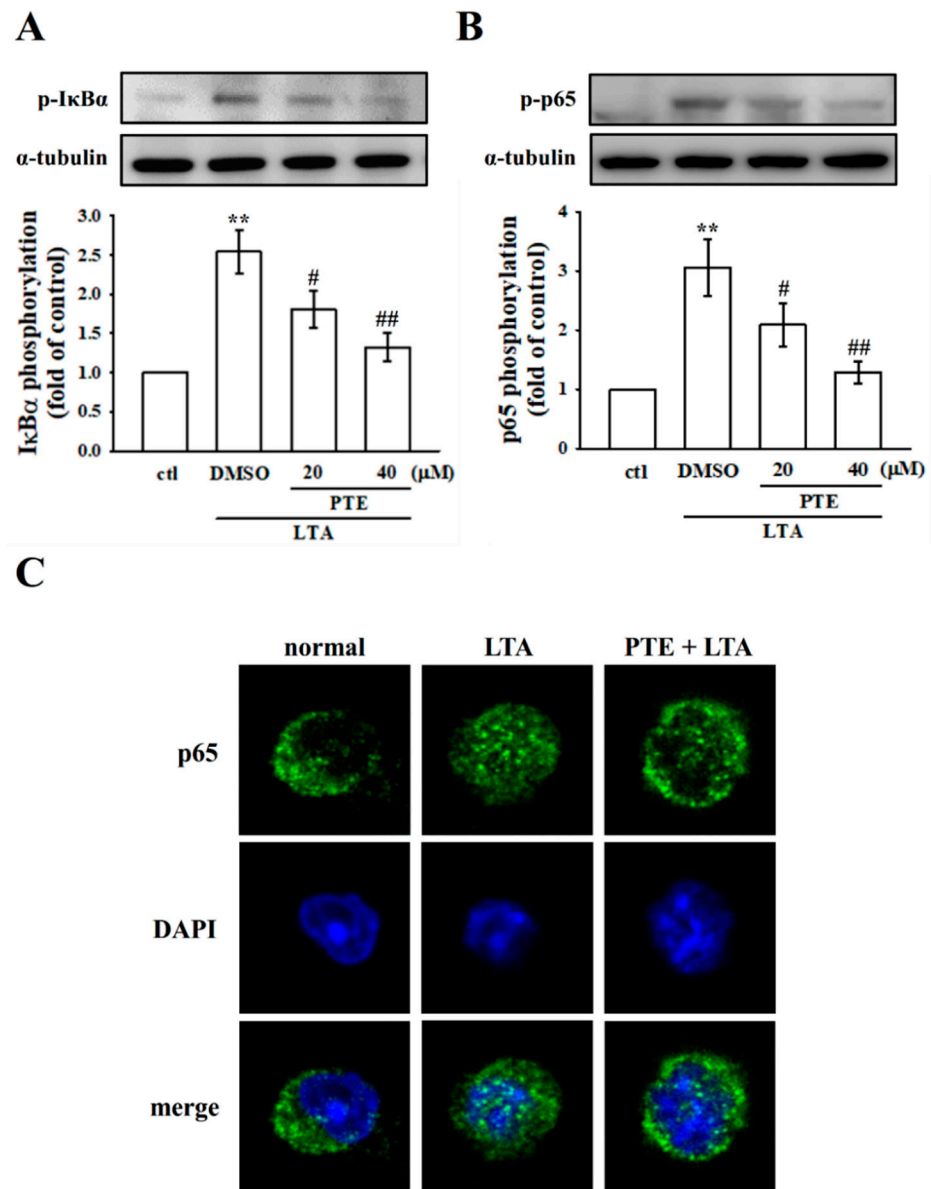 A
p-IκBα
α-tubulin
IκBα phosphorylation
(fold of control)
3.0
2.5
2.0
1.5
1.0
0.5
0.0
**
#
##
ctl DMSO 20 40 (μM)
PTE
LTA
B
p-p65
α-tubulin
p65 phosphorylation
(fold of control)
4
3
2
1
0
**
#
##
ctl DMSO 20 40 (μM)
PTE
LTA
C
normal LTA PTE + LTA
p65
DAPI
merge